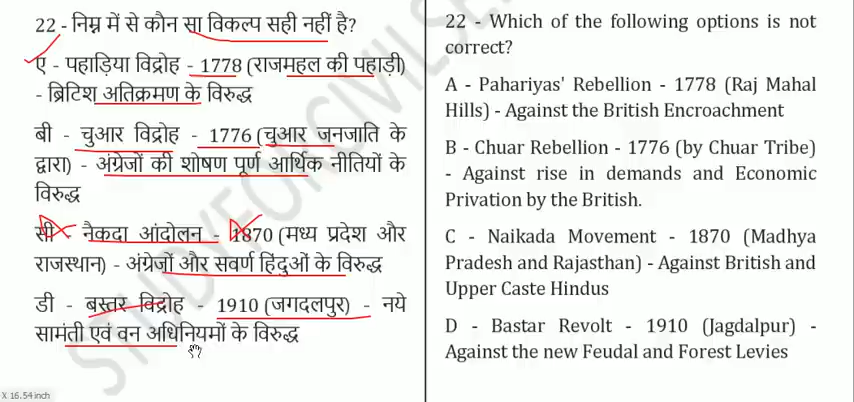 22 - निम्न में से कौन सा विकल्प सही नहीं है?
ए - पहाड़िया विद्रोह - 1778 (राजमहल की पहाड़ी)
- ब्रिटिश अतिक्रमण के विरुद्ध
बी - चुआर विद्रोह - 1776 (चुआर जनजाति के
द्वारा) - अंग्रेजों की शोषण पूर्ण आर्थिक नीतियों के
विरुद्ध
सी - नैकदा आंदोलन - 1870 (मध्य प्रदेश और
राजस्थान) - अंग्रेजों और सवर्ण हिंदुओं के विरुद्ध
डी - बस्तर विद्रोह - 1910 (जगदलपुर) - नये
सामंती एवं वन अधिनियमों के विरुद्ध
22 - Which of the following options is not
correct?
A - Pahariyas' Rebellion - 1778 (Raj Mahal
Hills) - Against the British Encroachment
B - Chuar Rebellion - 1776 (by Chuar Tribe)
- Against rise in demands and Economic
Privation by the British.
C - Naikada Movement - 1870 (Madhya
Pradesh and Rajasthan) - Against British and
Upper Caste Hindus
D - Bastar Revolt - 1910 (Jagdalpur) -
Against the new Feudal and Forest Levies
STUDYFORCIVILSER
X 16.54 inch